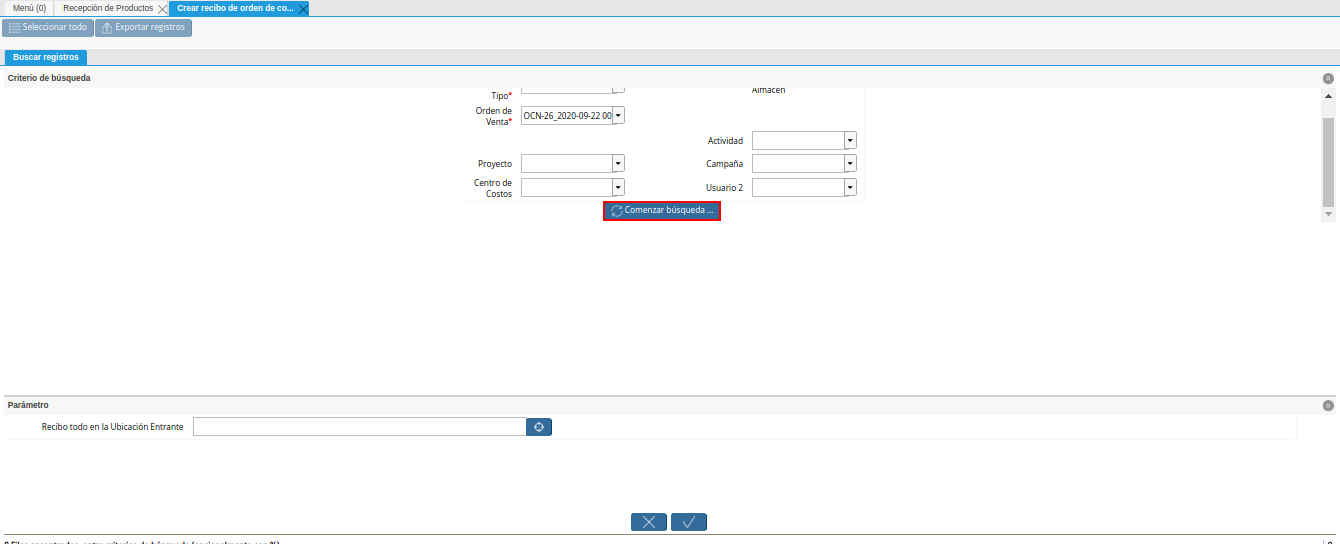 Menú (0) Recepción de Productos Crear recibo de orden de co...
Seleccionar todo Exportar registros
Buscar registros
Criterio de búsqueda
Tipo* Almacén
Orden de
Venta* OCN-26_2020-09-22 00
Actividad
Proyecto Campaña
Centro de
Costos Usuario 2
Comenzar búsqueda ...
Parámetro
Recibo todo en la Ubicación Entrante